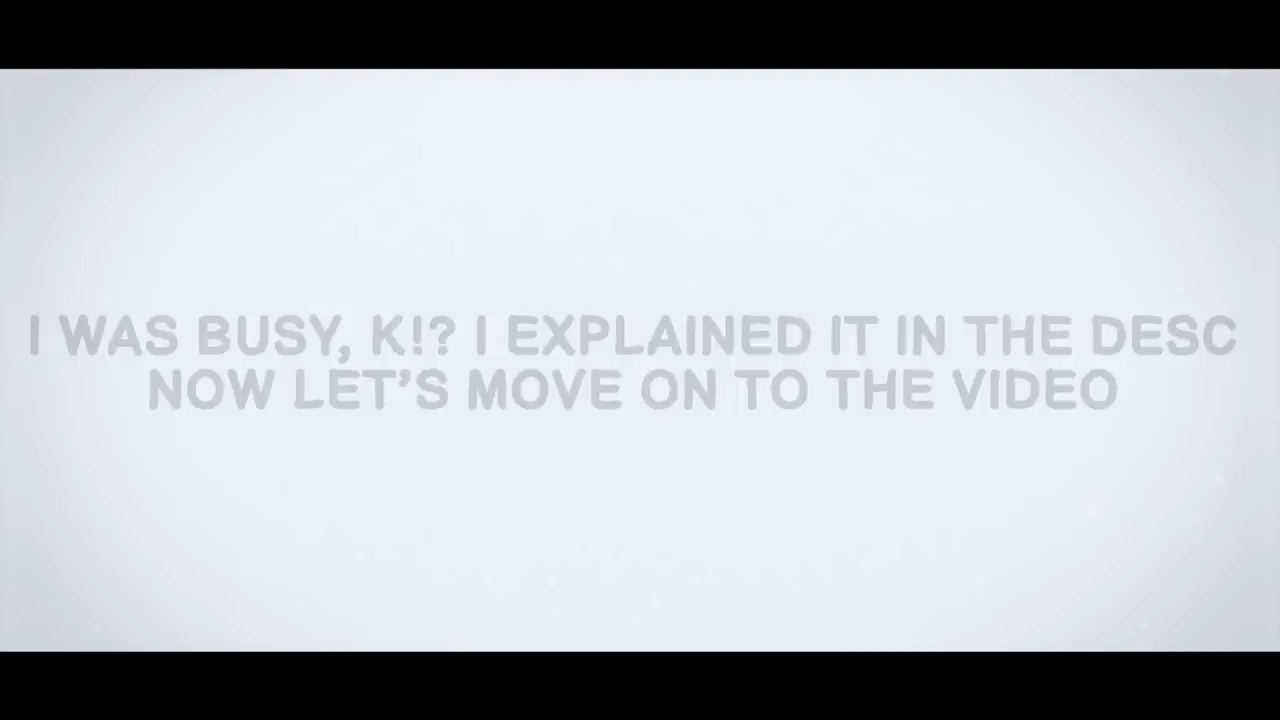 I WAS BUSY, K!? I EXPLAINED IT IN THE DESC
NOW LET’S MOVE ON TO THE VIDEO